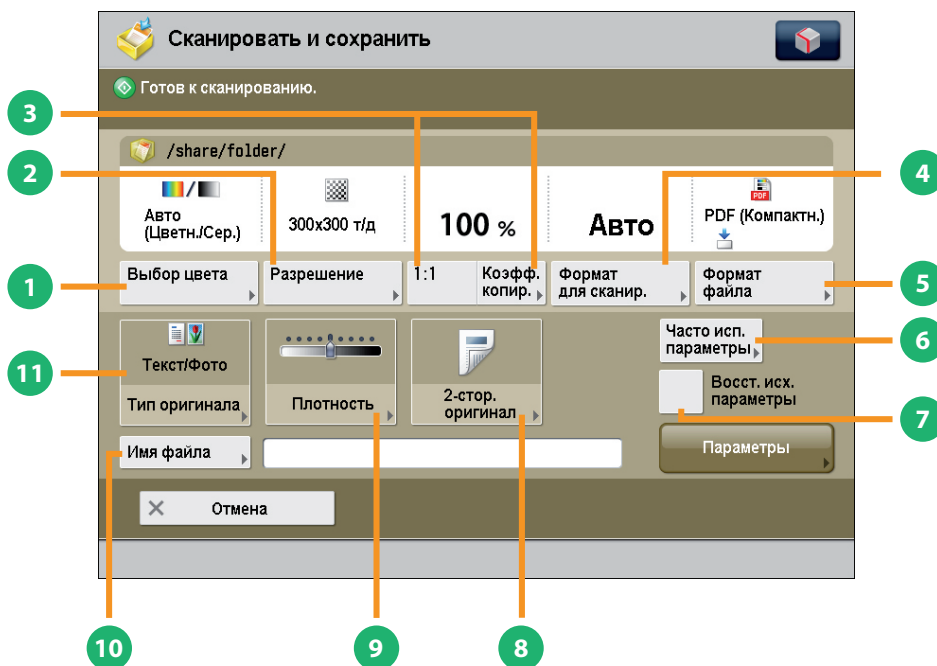 Сканировать и сохранить
Готов к сканированию.
3
/share/folder/
2
4
Авто
(Цветн./Сер.)
300x300 т/д
100 %
Авто
PDF
PDF (Компактн.)
1
Выбор цвета
Разрешение
1:1
Коэфф.
копир.
Формат
для сканир.
Формат
файла
5
Часто исп.
параметры
6
11
Текст/Фото
Тип оригинала
Плотность
2-стор.
оригинал
Восст. исх.
параметры
7
Имя файла
Параметры
Отмена
10
9
8